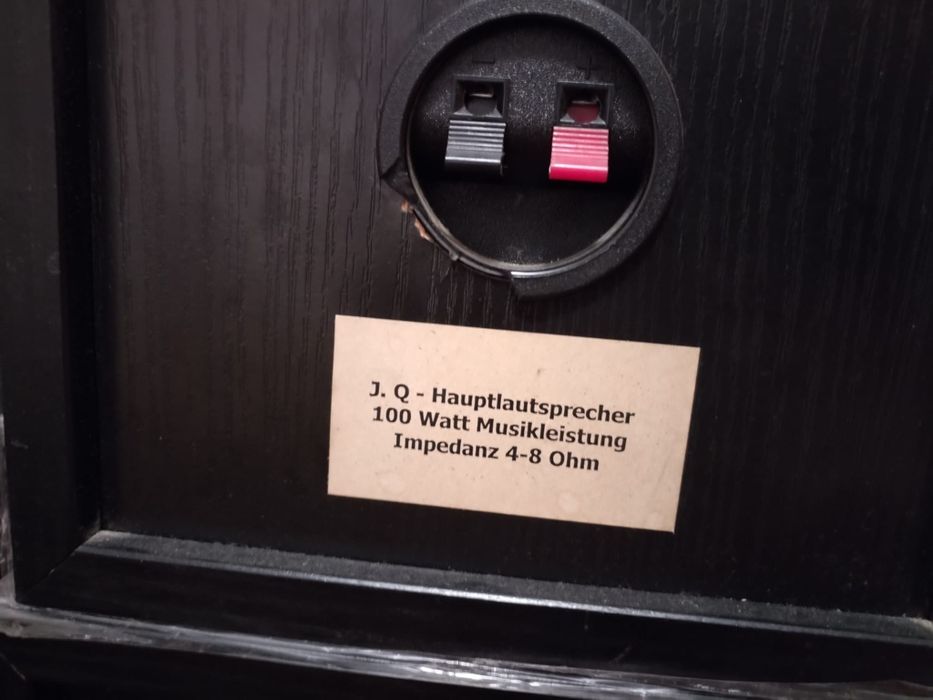 - +
J. Q - Hauptlautsprecher
100 Watt Musikleistung
Impedanz 4-8 Ohm